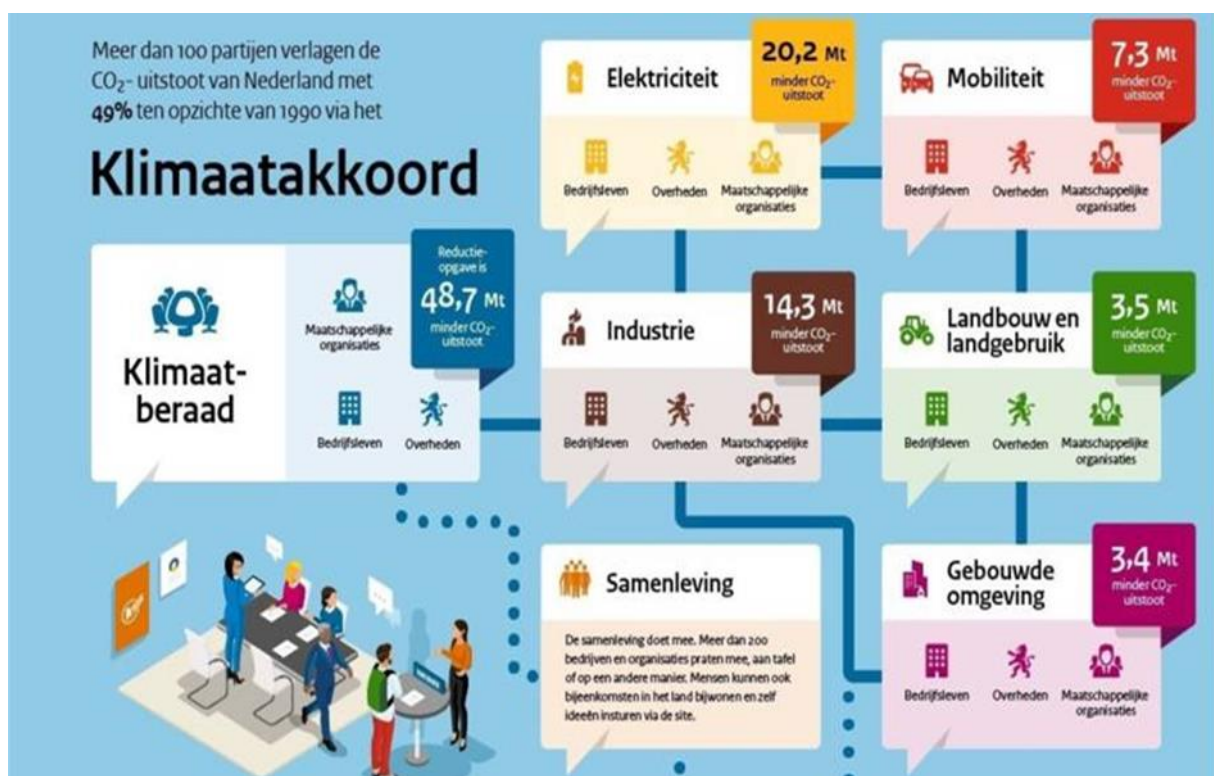 Meer dan 100 partijen verlagen de
CO₂- uitstoot van Nederland met
49% ten opzichte van 1990 via het
Klimaatakkoord
Klimaat-
beraad
Maatschappelijke
organisaties
Bedrijfsleven
Overheden
Reductie-
opgave is
48,7 Mt
minder CO₂-
uitstoot
Elektriciteit
20,2 Mt
minder CO₂-
uitstoot
Bedrijfsleven
Overheden
Maatschappelijke
organisaties
Mobiliteit
7,3 Mt
minder CO₂-
uitstoot
Bedrijfsleven
Overheden
Maatschappelijke
organisaties
Industrie
14,3 Mt
minder CO₂-
uitstoot
Bedrijfsleven
Overheden
Maatschappelijke
organisaties
Landbouw en
landgebruik
3,5 Mt
minder CO₂-
uitstoot
Bedrijfsleven
Overheden
Maatschappelijke
organisaties
Samenleving
De samenleving doet mee. Meer dan 200
bedrijven en organisaties praten mee, aan tafel
of op een andere manier. Mensen kunnen ook
bijeenkomsten in het land bijwonen en zelf
ideeën insturen via de site.
Gebouwde
omgeving
3,4 Mt
minder CO₂-
uitstoot
Bedrijfsleven
Overheden
Maatschappelijke
organisaties